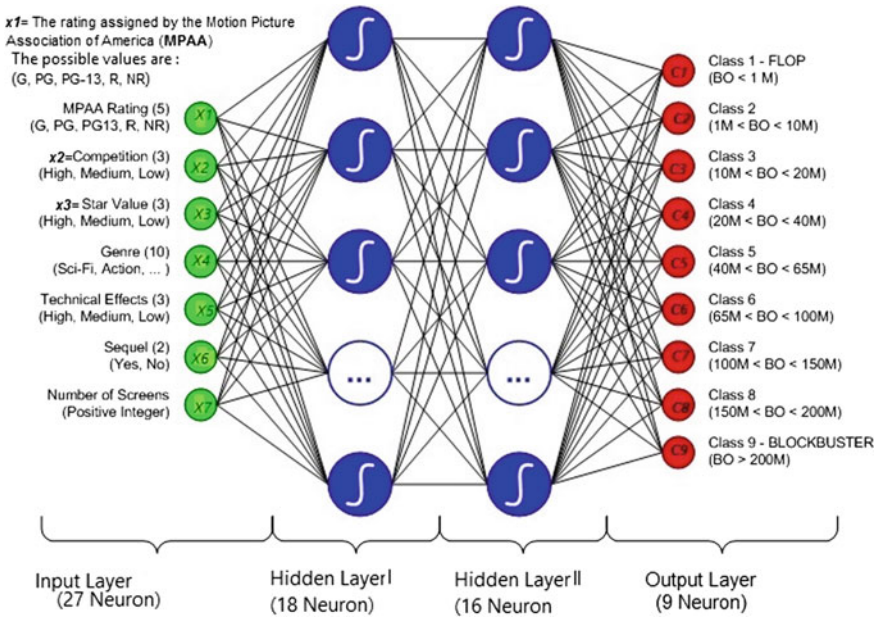 x1= The rating assigned by the Motion Picture
Association of America (MPAA)
The possible values are :
(G, PG, PG-13, R, NR)
MPAA Rating (5)
(G, PG, PG13, R, NR)
x2=Competition (3)
(High, Medium, Low)
x3= Star Value (3)
(High, Medium, Low)
Genre (10)
(Sci-Fi, Action, ... )
Technical Effects (3)
(High, Medium, Low)
Sequel (2)
(Yes, No)
Number of Screens
(Positive Integer)
X1
X2
X3
X4
X5
X6
X7
...
...
C1
C2
C3
C4
C5
C6
C7
C8
C9
Class 1 - FLOP
(BO < 1 M)
Class 2
(1M < BO < 10M)
Class 3
(10M < BO < 20M)
Class 4
(20M < BO < 40M)
Class 5
(40M < BO < 65M)
Class 6
(65M < BO < 100M)
Class 7
(100M < BO < 150M)
Class 8
(150M < BO < 200M)
Class 9 - BLOCKBUSTER
(BO > 200M)
Input Layer
(27 Neuron)
Hidden LayerI
(18 Neuron)
Hidden LayerII
(16 Neuron
Output Layer
(9 Neuron)